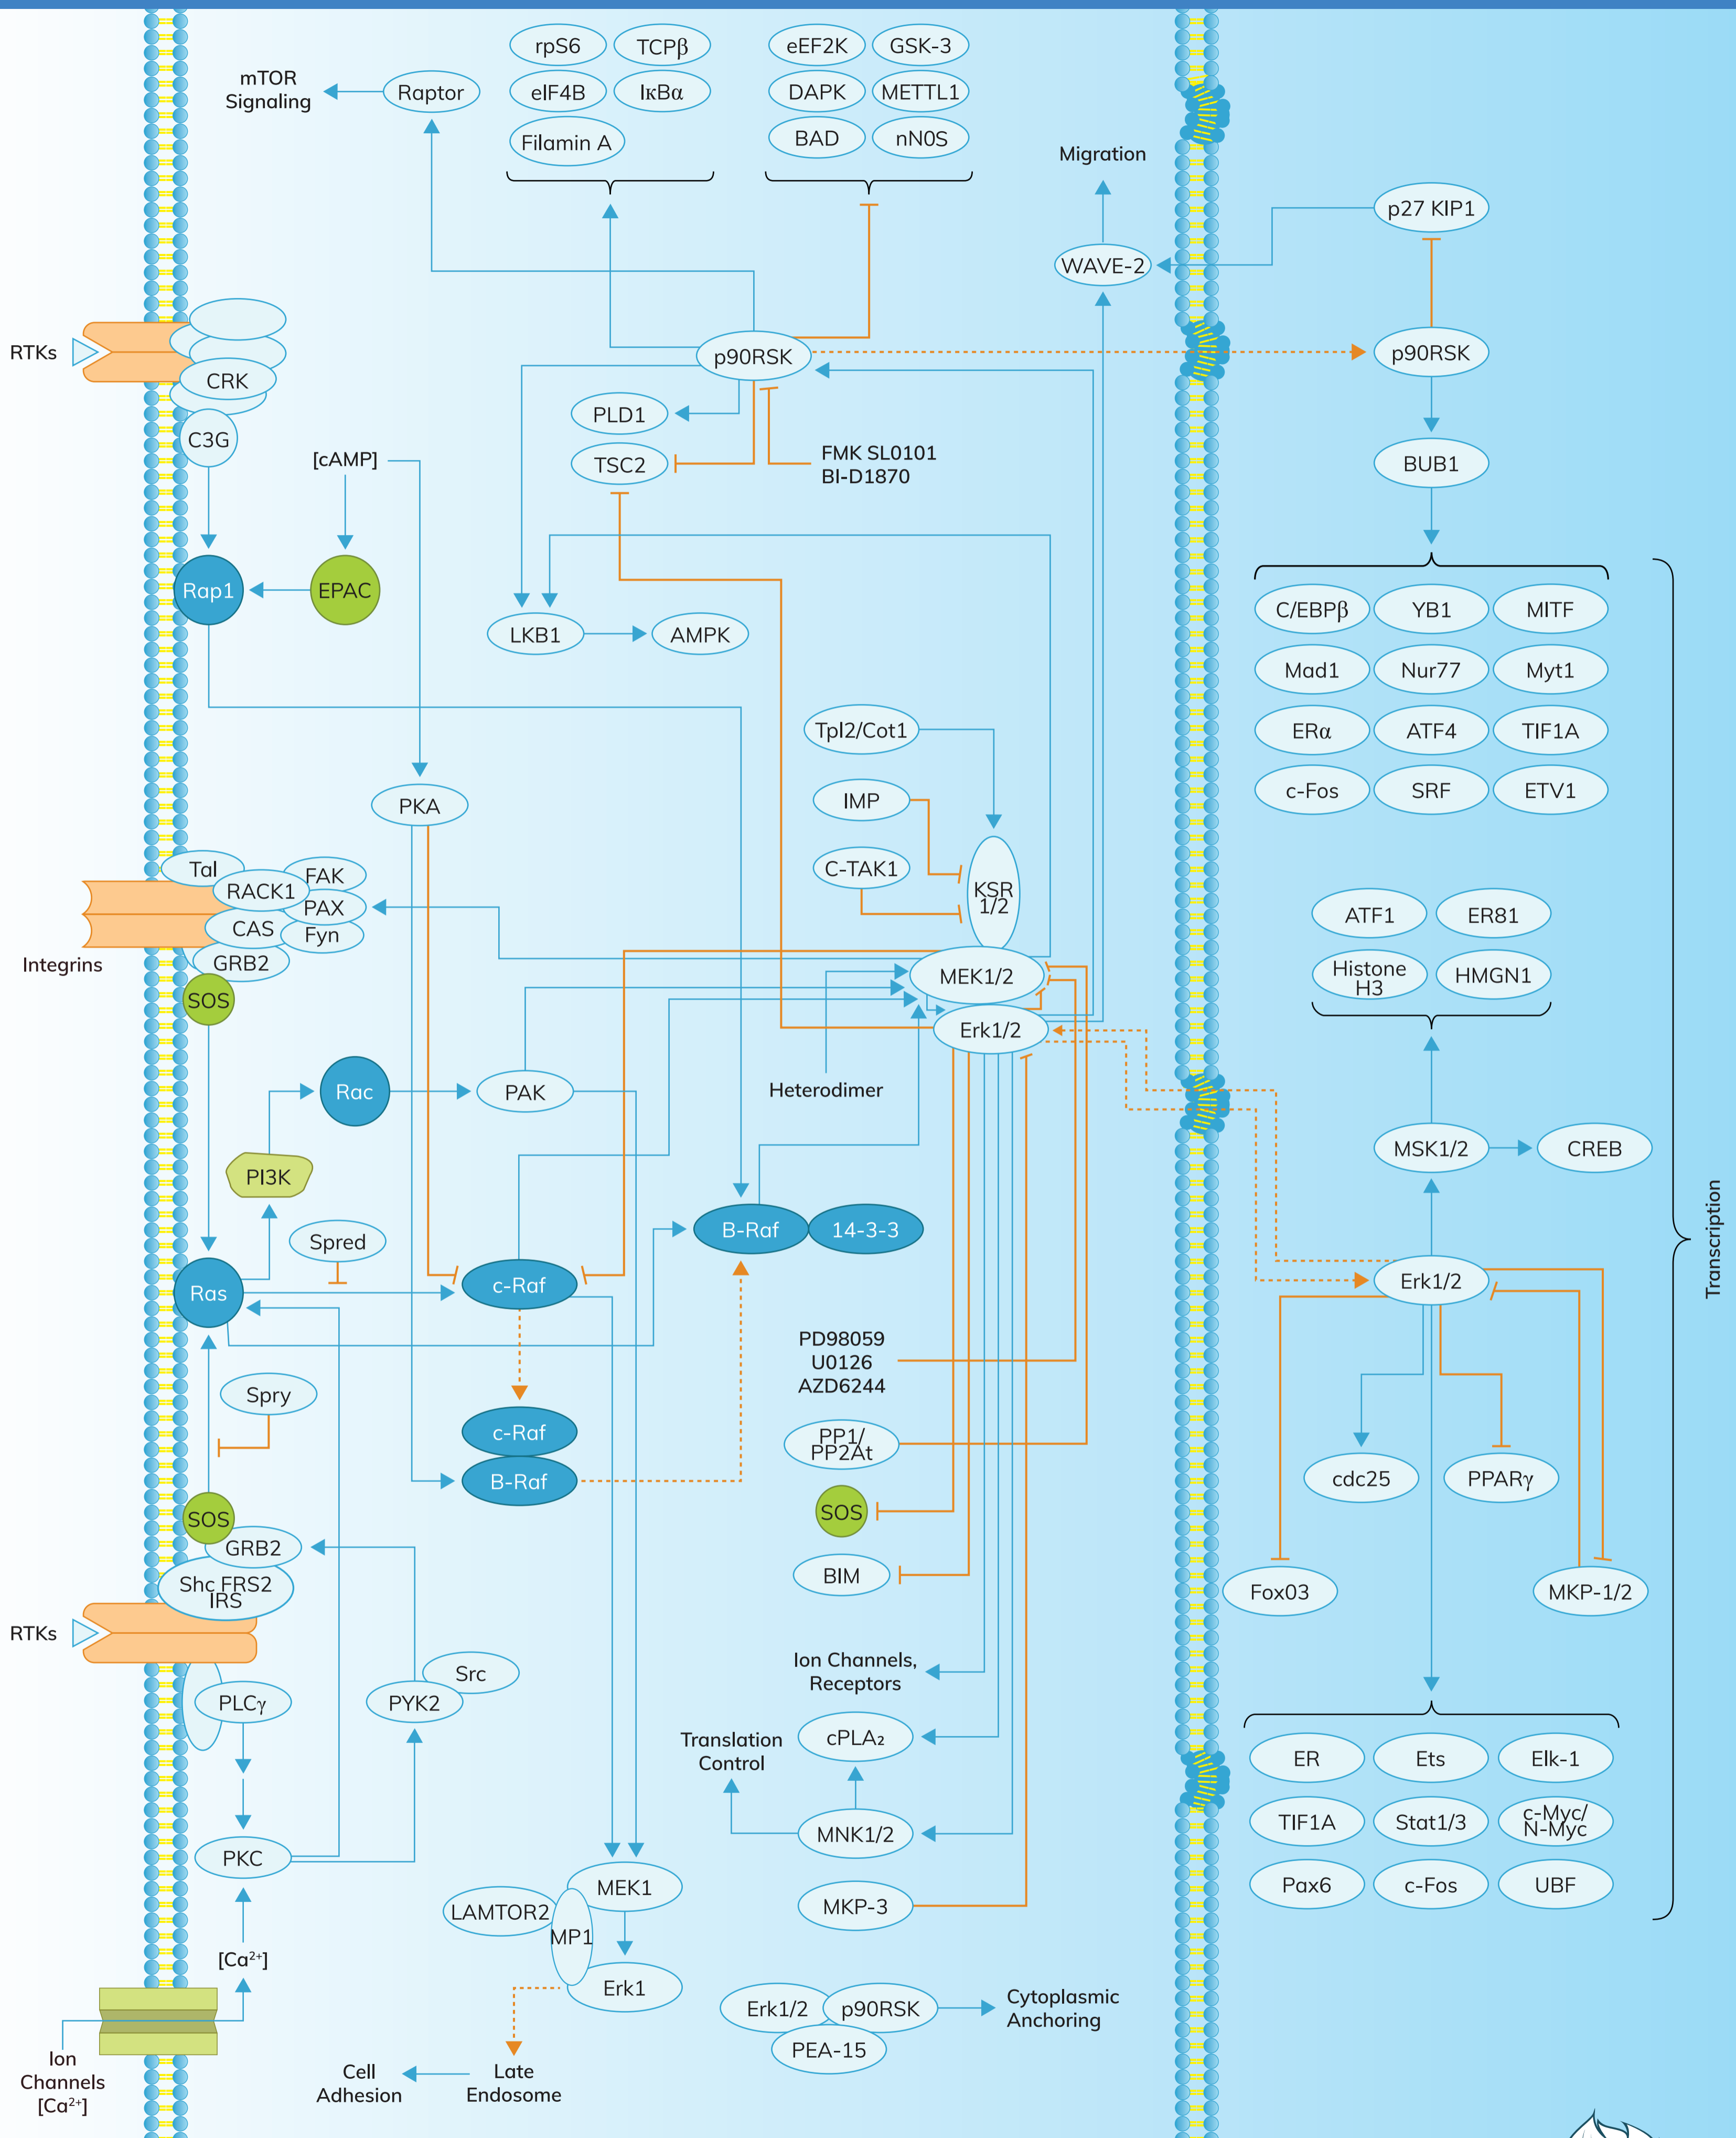 mTOR
Signaling
Raptor
rpS6
TCPβ
eIF4B
IκBα
Filamin A
eEF2K
GSK-3
DAPK
METTL1
BAD
nN0S
Migration
WAVE-2
p27 KIP1
RTKs
CRK
C3G
p90RSK
p90RSK
PLD1
TSC2
FMK SL0101
BI-D1870
BUB1
[cAMP]
Rap1
EPAC
LKB1
AMPK
C/EBPβ
YB1
MITF
Mad1
Nur77
Myt1
ERα
ATF4
TIF1A
c-Fos
SRF
ETV1
Tpl2/Cot1
IMP
C-TAK1
KSR
1/2
PKA
Tal
RACK1
FAK
PAX
CAS
Fyn
GRB2
SOS
Integrins
MEK1/2
Erk1/2
Heterodimer
ATF1
ER81
Histone
H3
HMGN1
MSK1/2
CREB
Transcription
Rac
PAK
PI3K
Spred
Ras
c-Raf
B-Raf
14-3-3
Erk1/2
PD98059
U0126
AZD6244
Spry
c-Raf
B-Raf
PP1/
PP2At
SOS
BIM
cdc25
PPARγ
Fox03
MKP-1/2
SOS
GRB2
Shc FRS2
IRS
RTKs
PLCγ
Src
PYK2
PKC
Ion Channels,
Receptors
Translation
Control
cPLA₂
MNK1/2
MKP-3
ER
Ets
Elk-1
TIF1A
Stat1/3
c-Myc/
N-Myc
Pax6
c-Fos
UBF
MEK1
LAMTOR2
MP1
Erk1
[Ca²⁺]
Ion
Channels
[Ca²⁺]
Cell
Adhesion
Late
Endosome
Erk1/2
p90RSK
PEA-15
Cytoplasmic
Anchoring